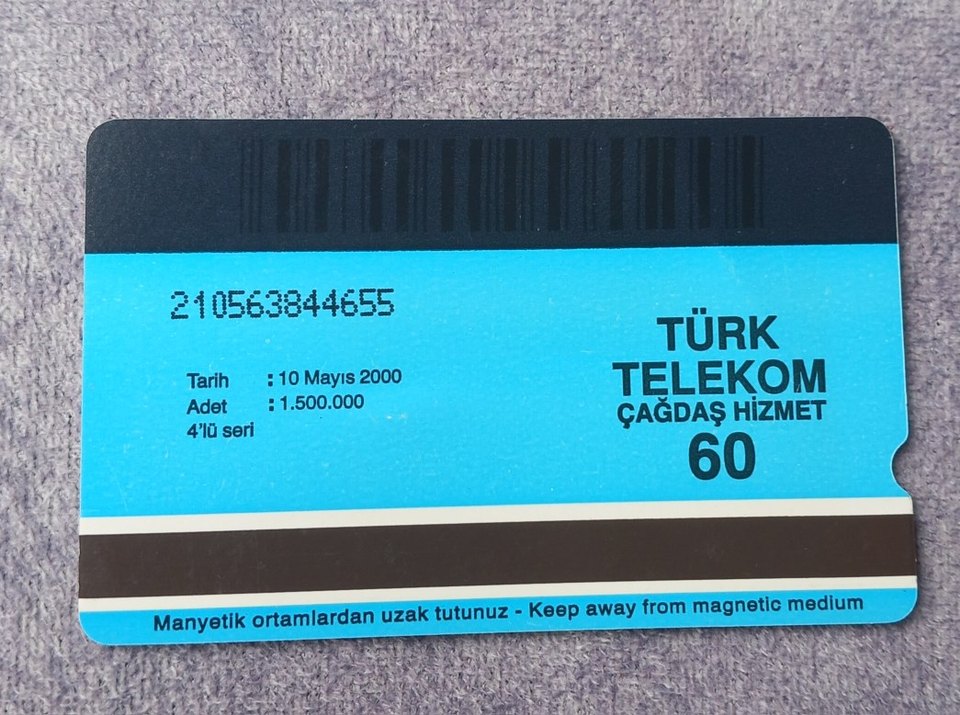 210563844655
Tarih : 10 Mayıs 2000
Adet : 1.500.000
4'lü seri
TÜRK
TELEKOM
ÇAĞDAŞ HİZMET
60
Manyetik ortamlardan uzak tutunuz - Keep away from magnetic medium